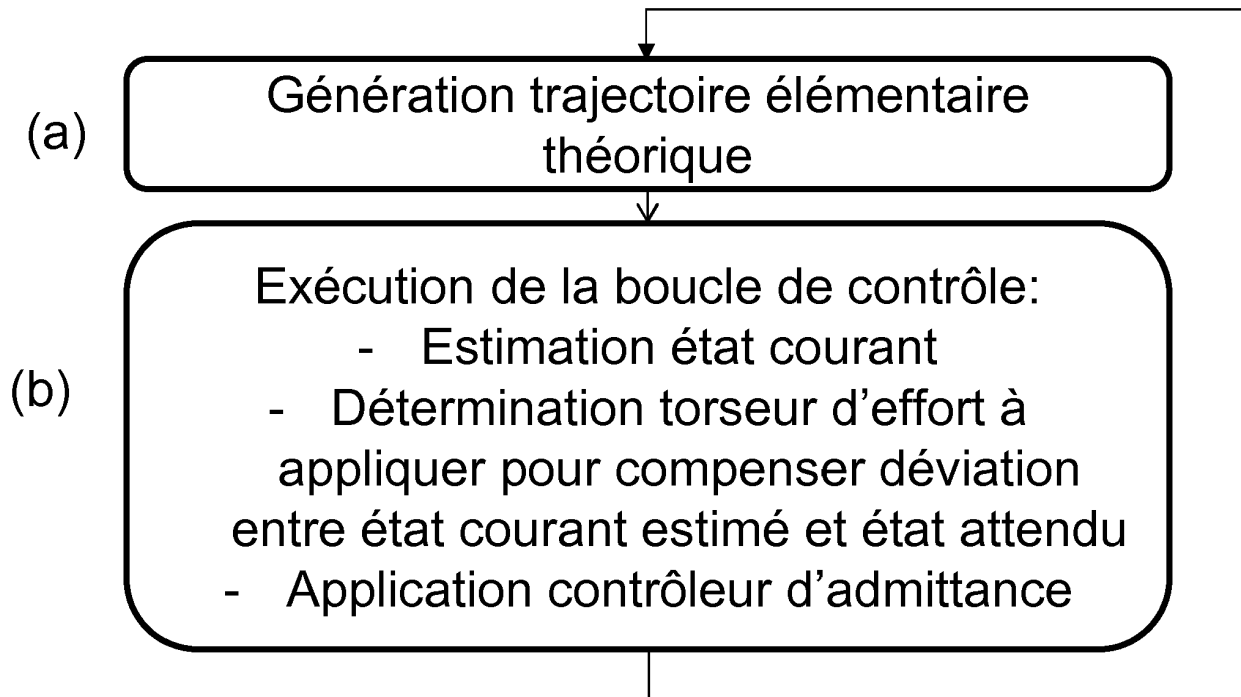 (a)
Génération trajectoire élémentaire
théorique
(b)
Exécution de la boucle de contrôle:
- Estimation état courant
- Détermination torseur d’effort à
appliquer pour compenser déviation
entre état courant estimé et état attendu
- Application contrôleur d’admittance